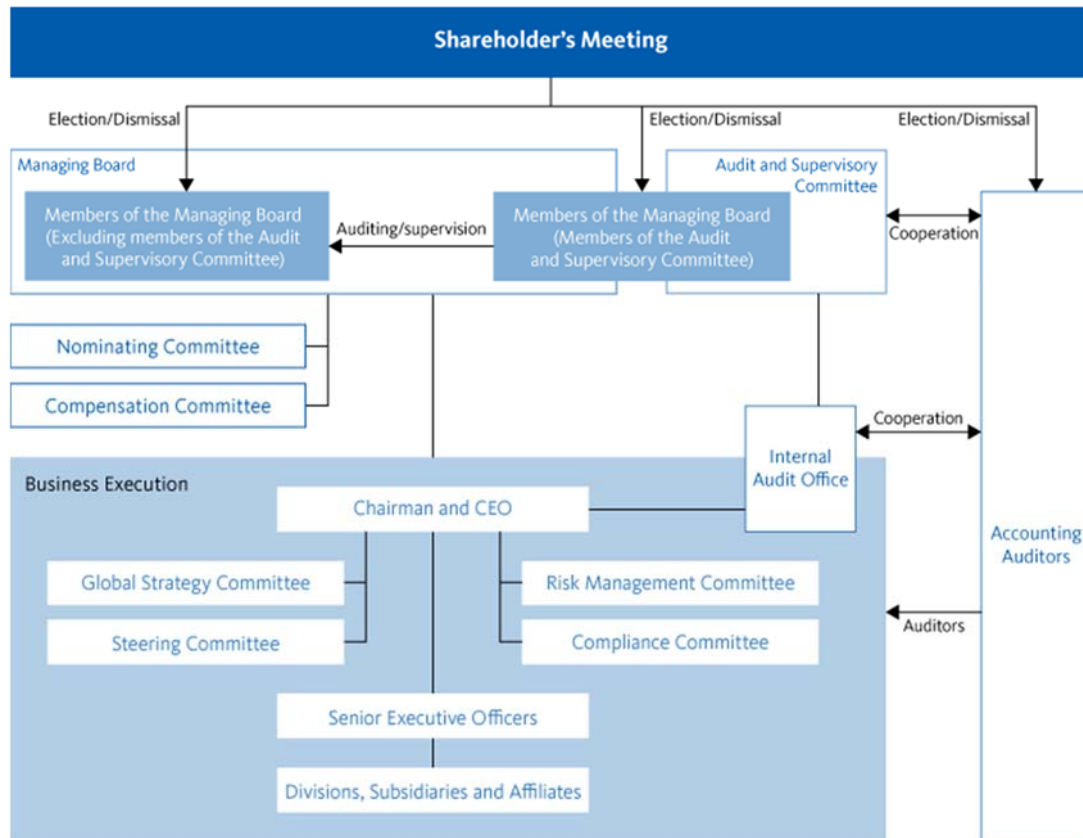 Shareholder's Meeting
Election/Dismissal
Election/Dismissal
Election/Dismissal
Managing Board
Audit and Supervisory
Committee
Members of the Managing Board
(Excluding members of the Audit
and Supervisory Committee)
Auditing/supervision
Members of the Managing Board
(Members of the Audit
and Supervisory Committee)
Cooperation
Nominating Committee
Compensation Committee
Cooperation
Internal
Audit Office
Business Execution
Chairman and CEO
Accounting
Auditors
Global Strategy Committee
Risk Management Committee
Auditors
Steering Committee
Compliance Committee
Senior Executive Officers
Divisions, Subsidiaries and Affiliates